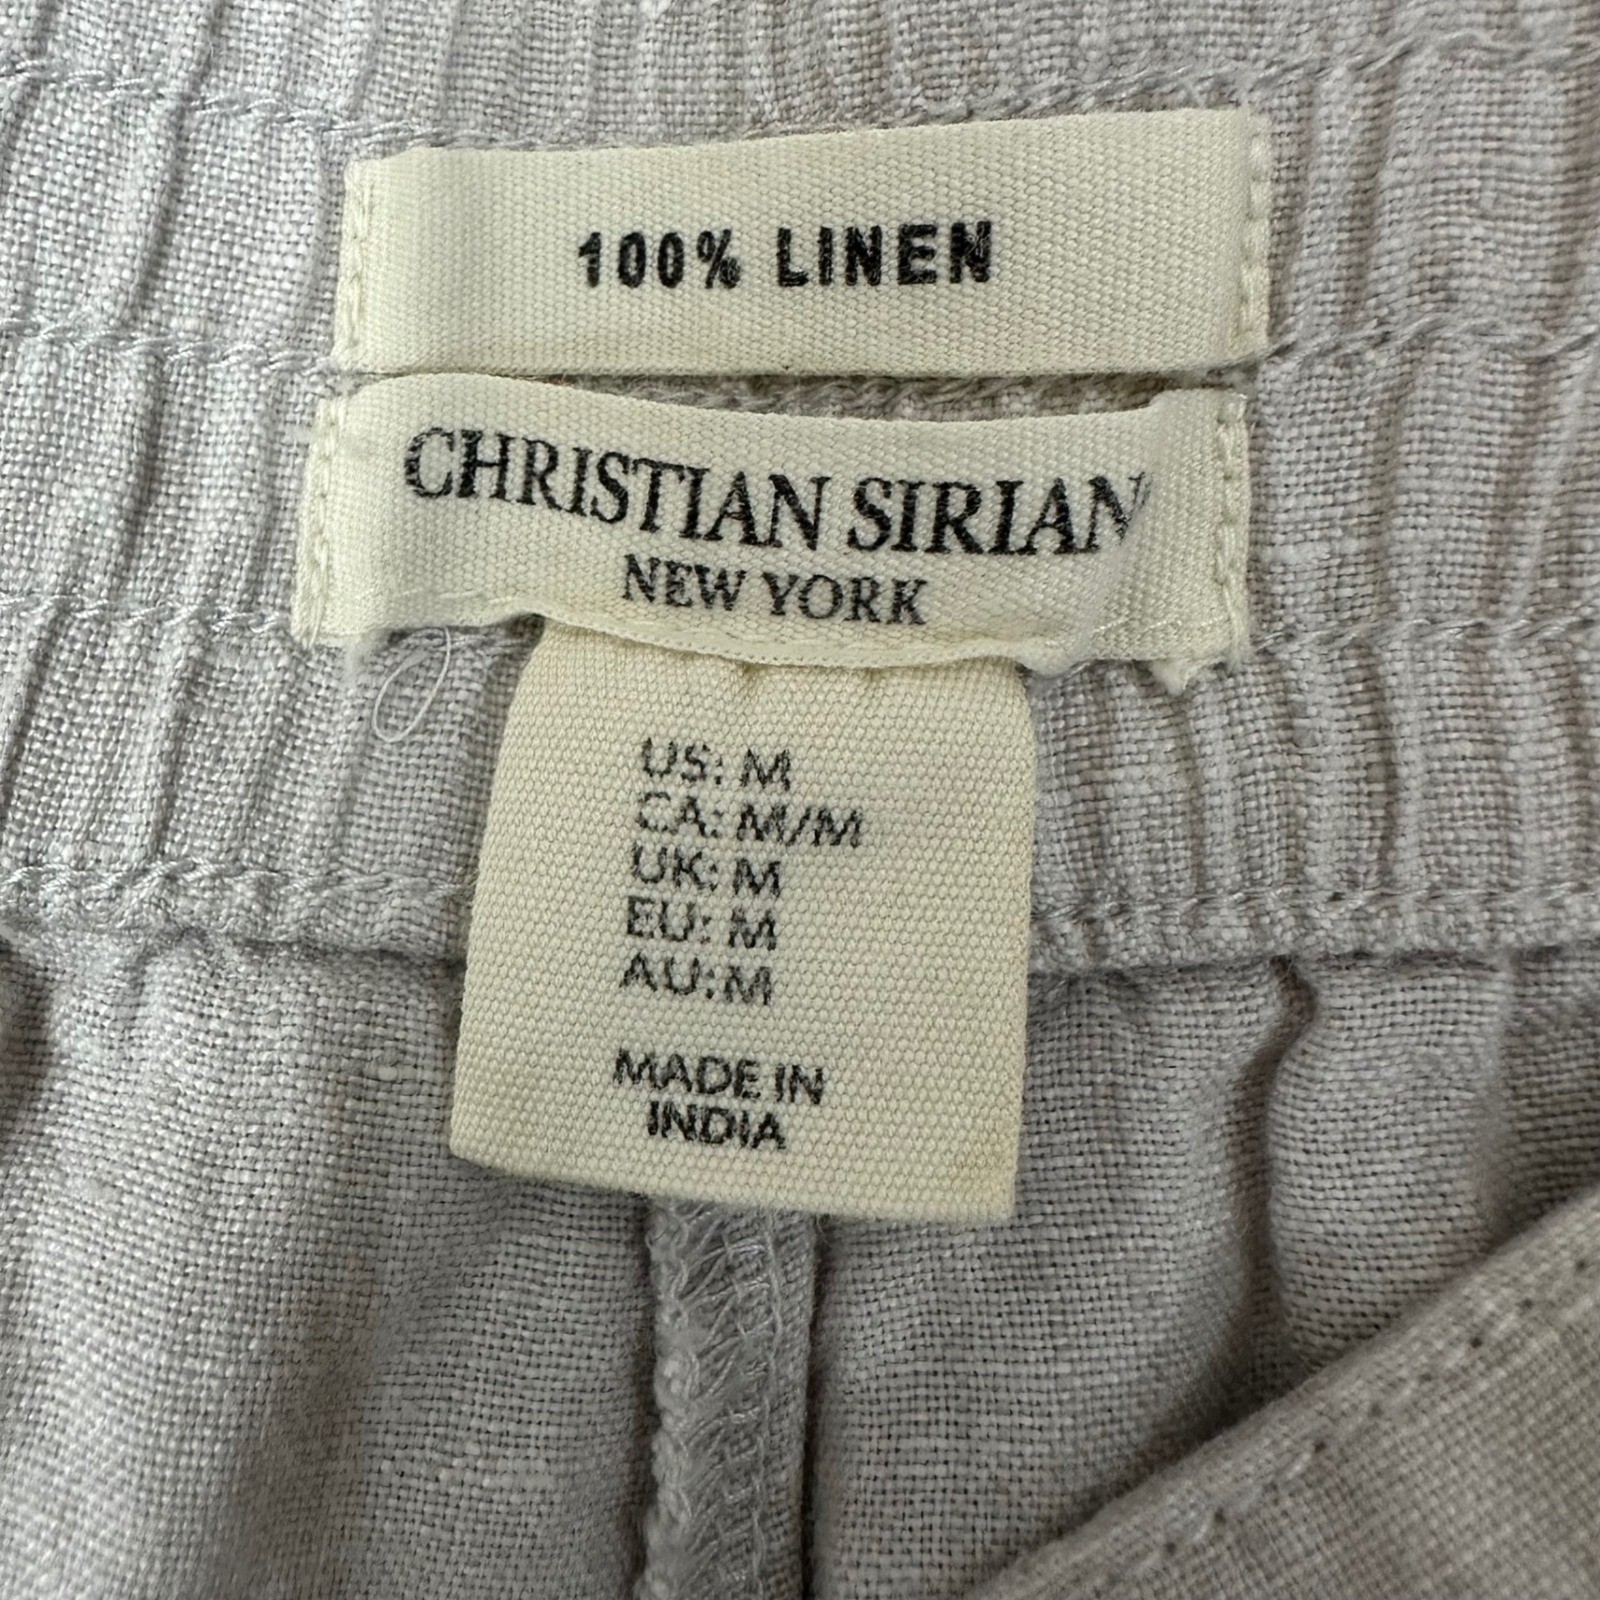 100% LINEN
CHRISTIAN SIRIAN
NEW YORK
US: M
CA: M/M
UK: M
EU: M
AU:M
MADE IN
INDIA